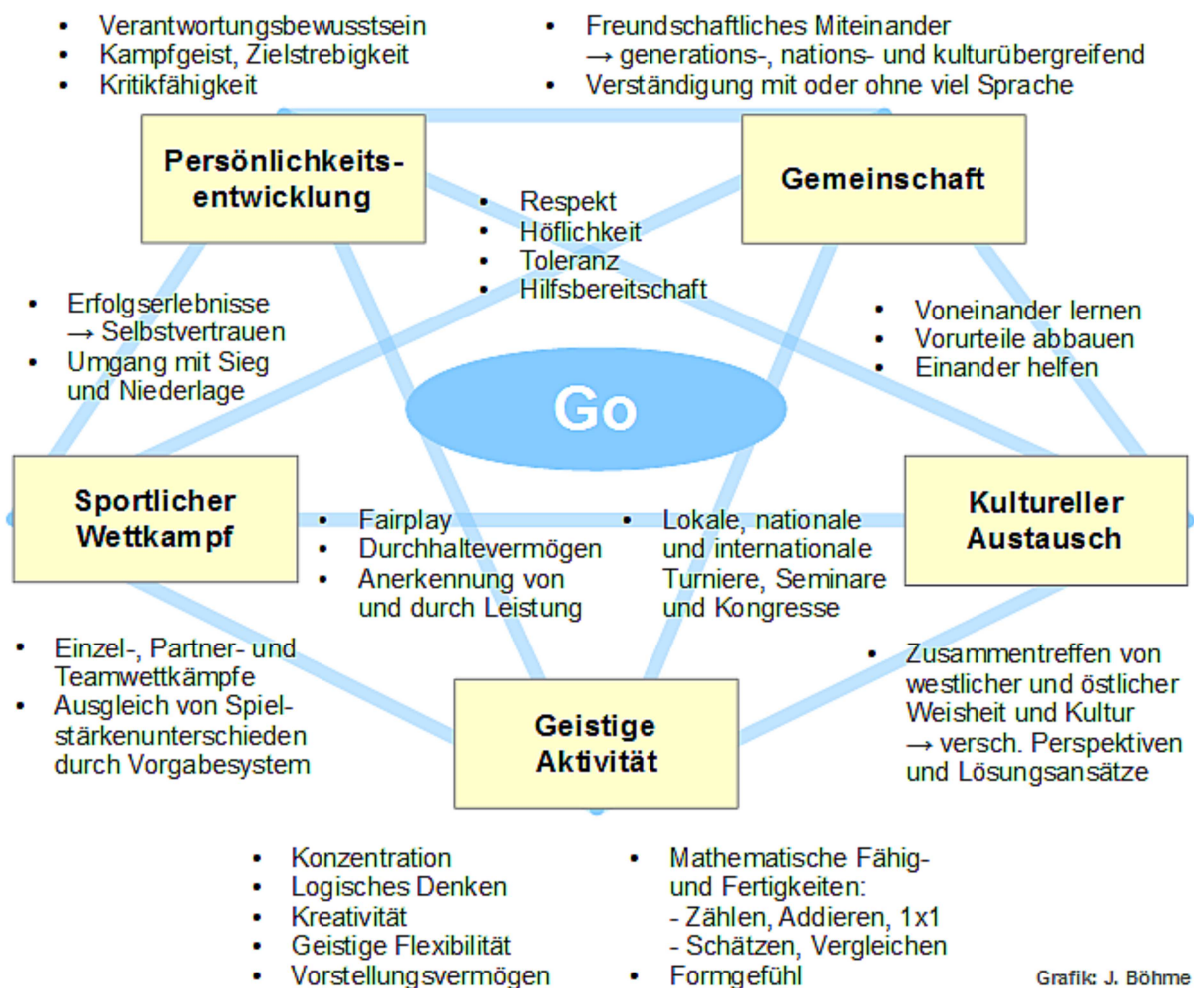 • Verantwortungsbewusstsein
• Kampfgeist, Zielstrebigkeit
• Kritikfähigkeit
• Freundschaftliches Miteinander
→ generations-, nations- und kulturübergreifend
• Verständigung mit oder ohne viel Sprache
Persönlichkeits-
entwicklung
Gemeinschaft
• Respekt
• Höflichkeit
• Toleranz
• Hilfsbereitschaft
• Erfolgserlebnisse
→ Selbstvertrauen
• Umgang mit Sieg
und Niederlage
• Voneinander lernen
• Vorurteile abbauen
• Einander helfen
Go
Sportlicher
Wettkampf
• Fairplay
• Durchhaltevermögen
• Anerkennung von
und durch Leistung
• Lokale, nationale
und internationale
Turniere, Seminare
und Kongresse
Kultureller
Austausch
• Einzel-, Partner- und
Teamwettkämpfe
• Ausgleich von Spiel-
stärkenunterschieden
durch Vorgabesystem
Geistige
Aktivität
• Zusammentreffen von
westlicher und östlicher
Weisheit und Kultur
→ versch. Perspektiven
und Lösungsansätze
• Konzentration
• Logisches Denken
• Kreativität
• Geistige Flexibilität
• Vorstellungsvermögen
• Mathematische Fähig-
und Fertigkeiten:
- Zählen, Addieren, 1x1
- Schätzen, Vergleichen
• Formgefühl
Grafik: J. Böhme